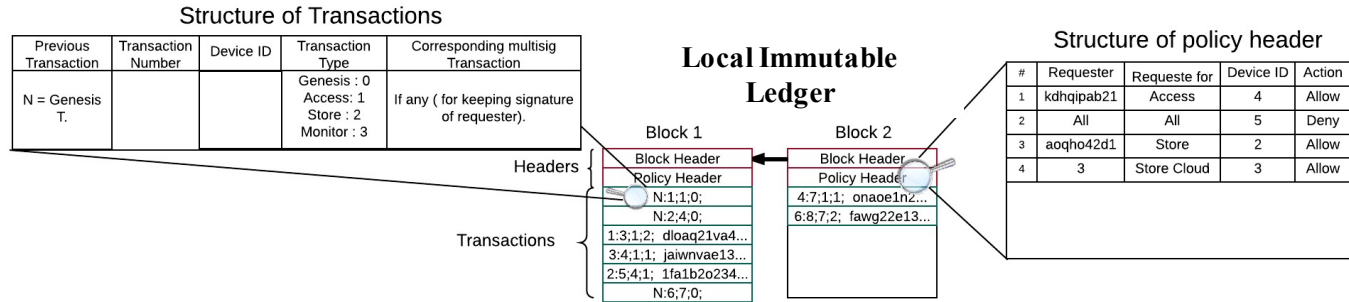 Structure of Transactions
Previous Transaction
Transaction Number
Device ID
Transaction Type
Corresponding multisig Transaction
N = Genesis T.
Genesis : 0
Access: 1
Store : 2
Monitor : 3
If any ( for keeping signature of requester).
Local Immutable
Ledger
Headers
Transactions
Block 1
Block Header
Policy Header
N:1;1;0;
N:2;4;0;
1:3;1;2; dloaq21va4...
3:4;1;1; jaiwnvae13...
2:5;4;1; 1fa1b2o234...
N:6;7;0;
Block 2
Block Header
Policy Header
4:7;1;1; onaoe1n2...
6:8;7;2; fawg22e13...
Structure of policy header
# Requester Requeste for Device ID Action
1 kdhqipab21 Access 4 Allow
2 All All 5 Deny
3 aoqho42d1 Store 2 Allow
4 3 Store Cloud 3 Allow